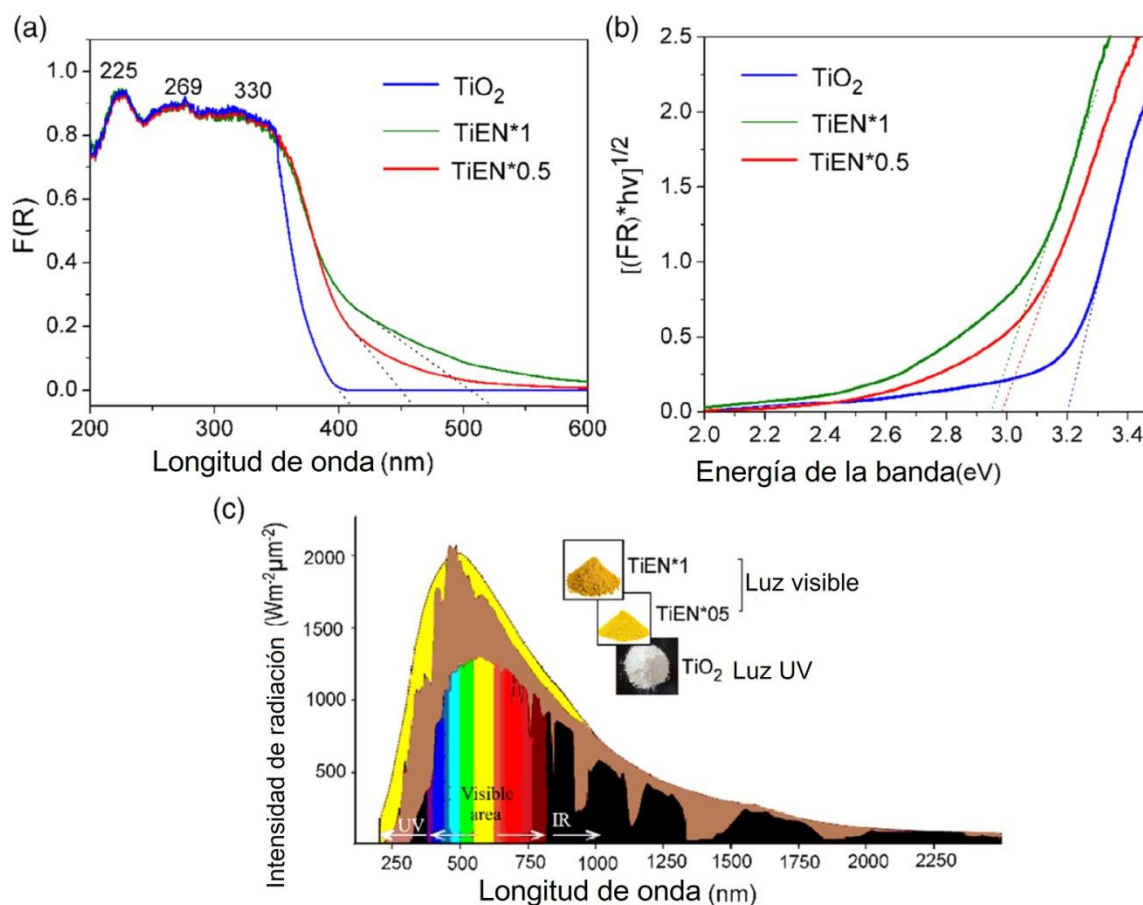 (a)
225
269
330
TiO2
TiEN*1
TiEN*0.5
1.0
0.8
0.6
0.4
0.2
0.0
F(R)
200
300
400
500
600
Longitud de onda (nm)
(b)
TiO2
TiEN*1
TiEN*0.5
2.5
2.0
1.5
1.0
0.5
0.0
[(FR)*hv]1/2
2.0
2.2
2.4
2.6
2.8
3.0
3.2
3.4
Energía de la banda(eV)
(c)
2000
1500
1000
500
Intensidad de radiación (Wm-2μm-2)
TiEN*1
TiEN*05
Luz visible
TiO2 Luz UV
UV
Visible
area
IR
250
500
750
1000
1250
1500
1750
2000
2250
Longitud de onda (nm)